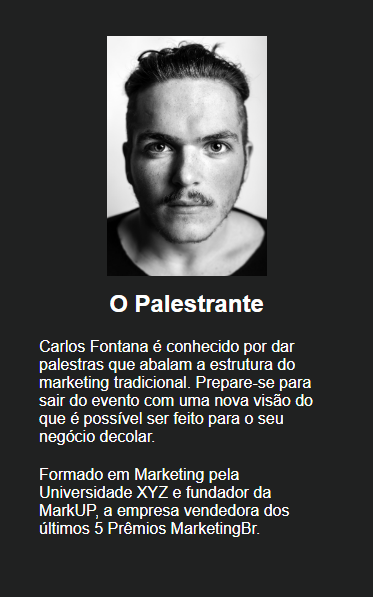 O Palestrante
Carlos Fontana é conhecido por dar
palestras que abalam a estrutura do
marketing tradicional. Prepare-se para
sair do evento com uma nova visão do
que é possível ser feito para o seu
negócio decolar.
Formado em Marketing pela
Universidade XYZ e fundador da
MarkUP, a empresa vendedora dos
últimos 5 Prêmios MarketingBr.